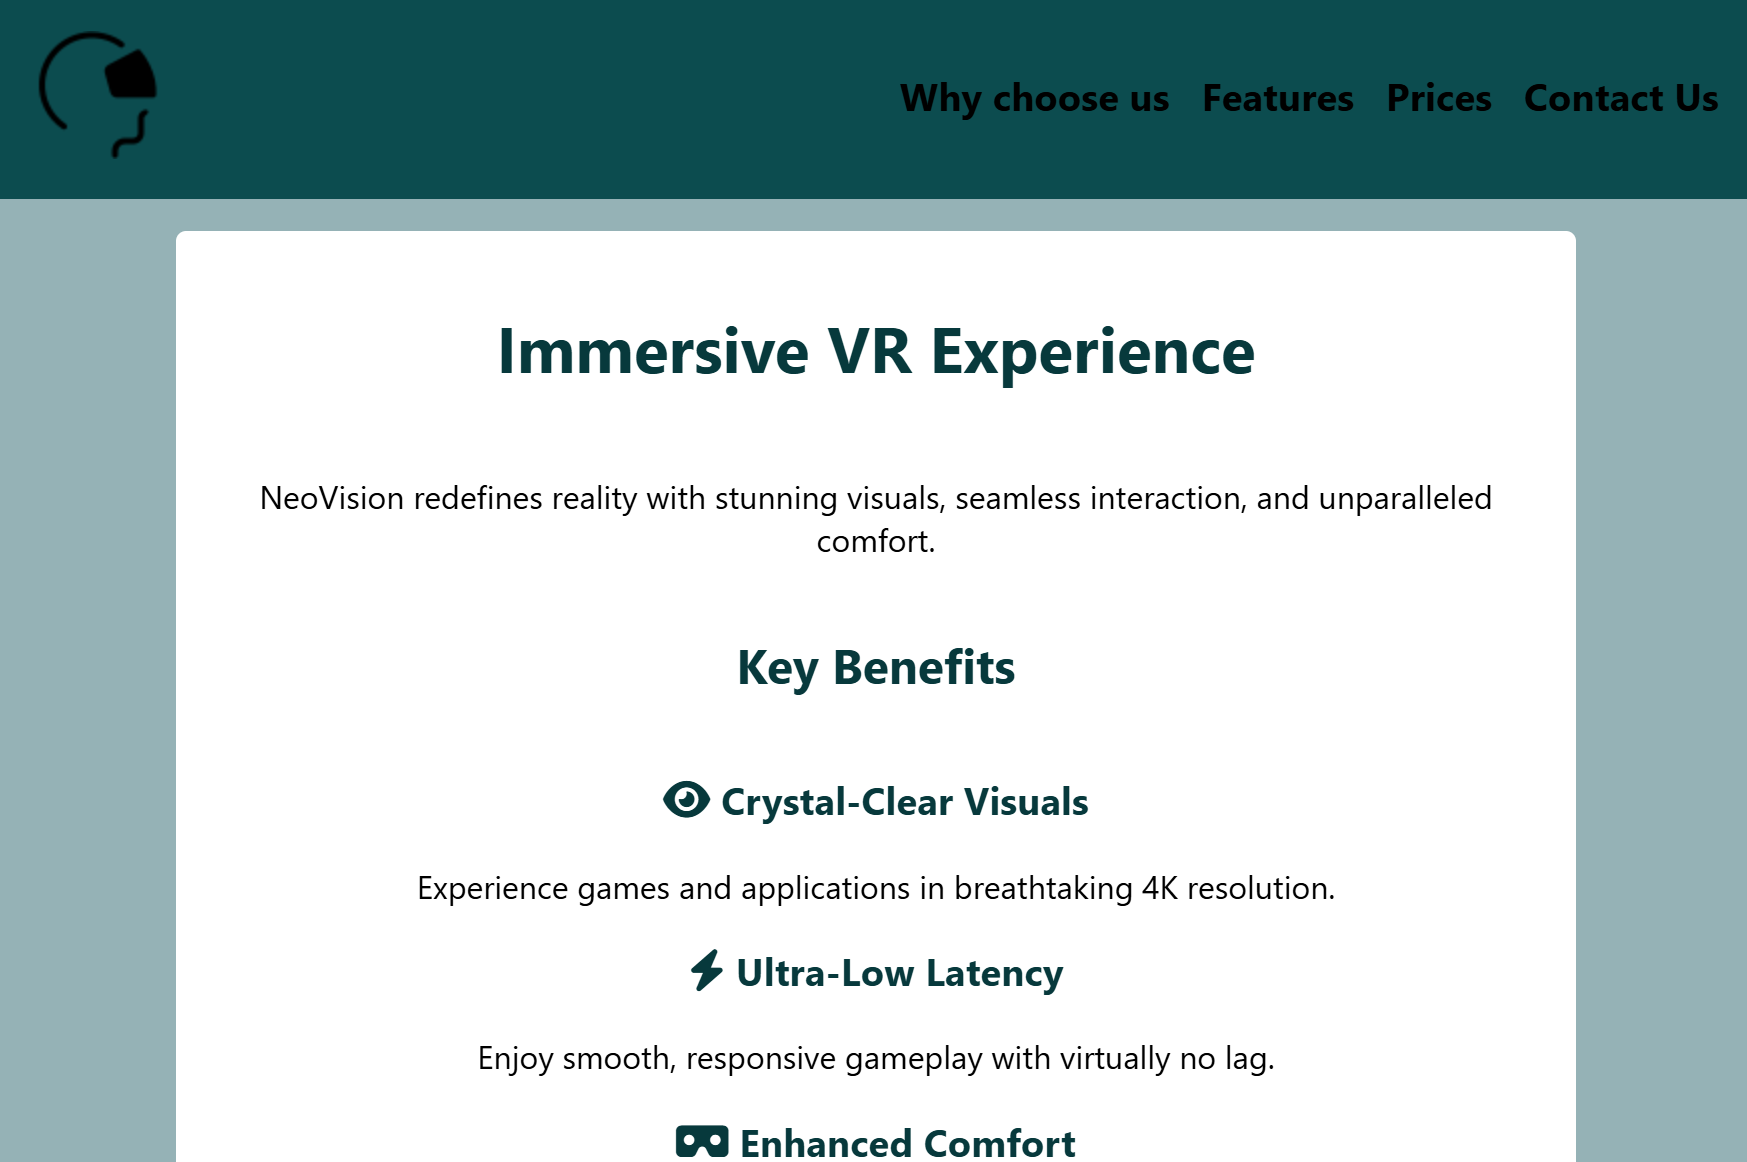 Why choose us Features Prices Contact Us
Immersive VR Experience
NeoVision redefines reality with stunning visuals, seamless interaction, and unparalleled
comfort.
Key Benefits
Crystal-Clear Visuals
Experience games and applications in breathtaking 4K resolution.
Ultra-Low Latency
Enjoy smooth, responsive gameplay with virtually no lag.
Enhanced Comfort